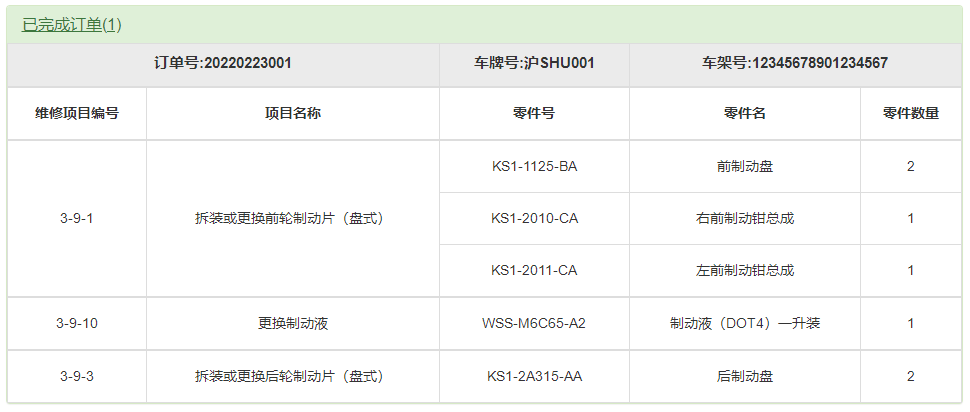 已完成订单(1)
订单号:20220223001 车牌号:沪SHU001 车架号:12345678901234567
维修项目编号 项目名称 零件号 零件名 零件数量
3-9-1 拆装或更换前轮制动片（盘式） KS1-1125-BA 前制动盘 2
KS1-2010-CA 右前制动钳总成 1
KS1-2011-CA 左前制动钳总成 1
3-9-10 更换制动液 WSS-M6C65-A2 制动液（DOT4）一升装 1
3-9-3 拆装或更换后轮制动片（盘式） KS1-2A315-AA 后制动盘 2